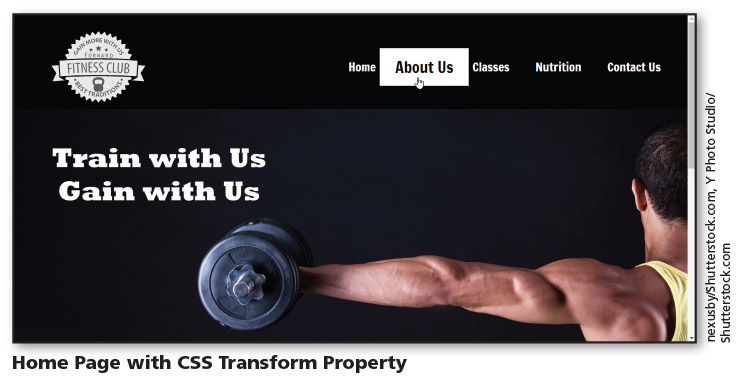 GAIN MORE WITH US
FORWARD
FITNESS CLUB
BEST TRADITIONS
Home
About Us
Classes
Nutrition
Contact Us
Train with Us
Gain with Us
nexusby/Shutterstock.com, Y Photo Studio/
Shutterstock.com
Home Page with CSS Transform Property